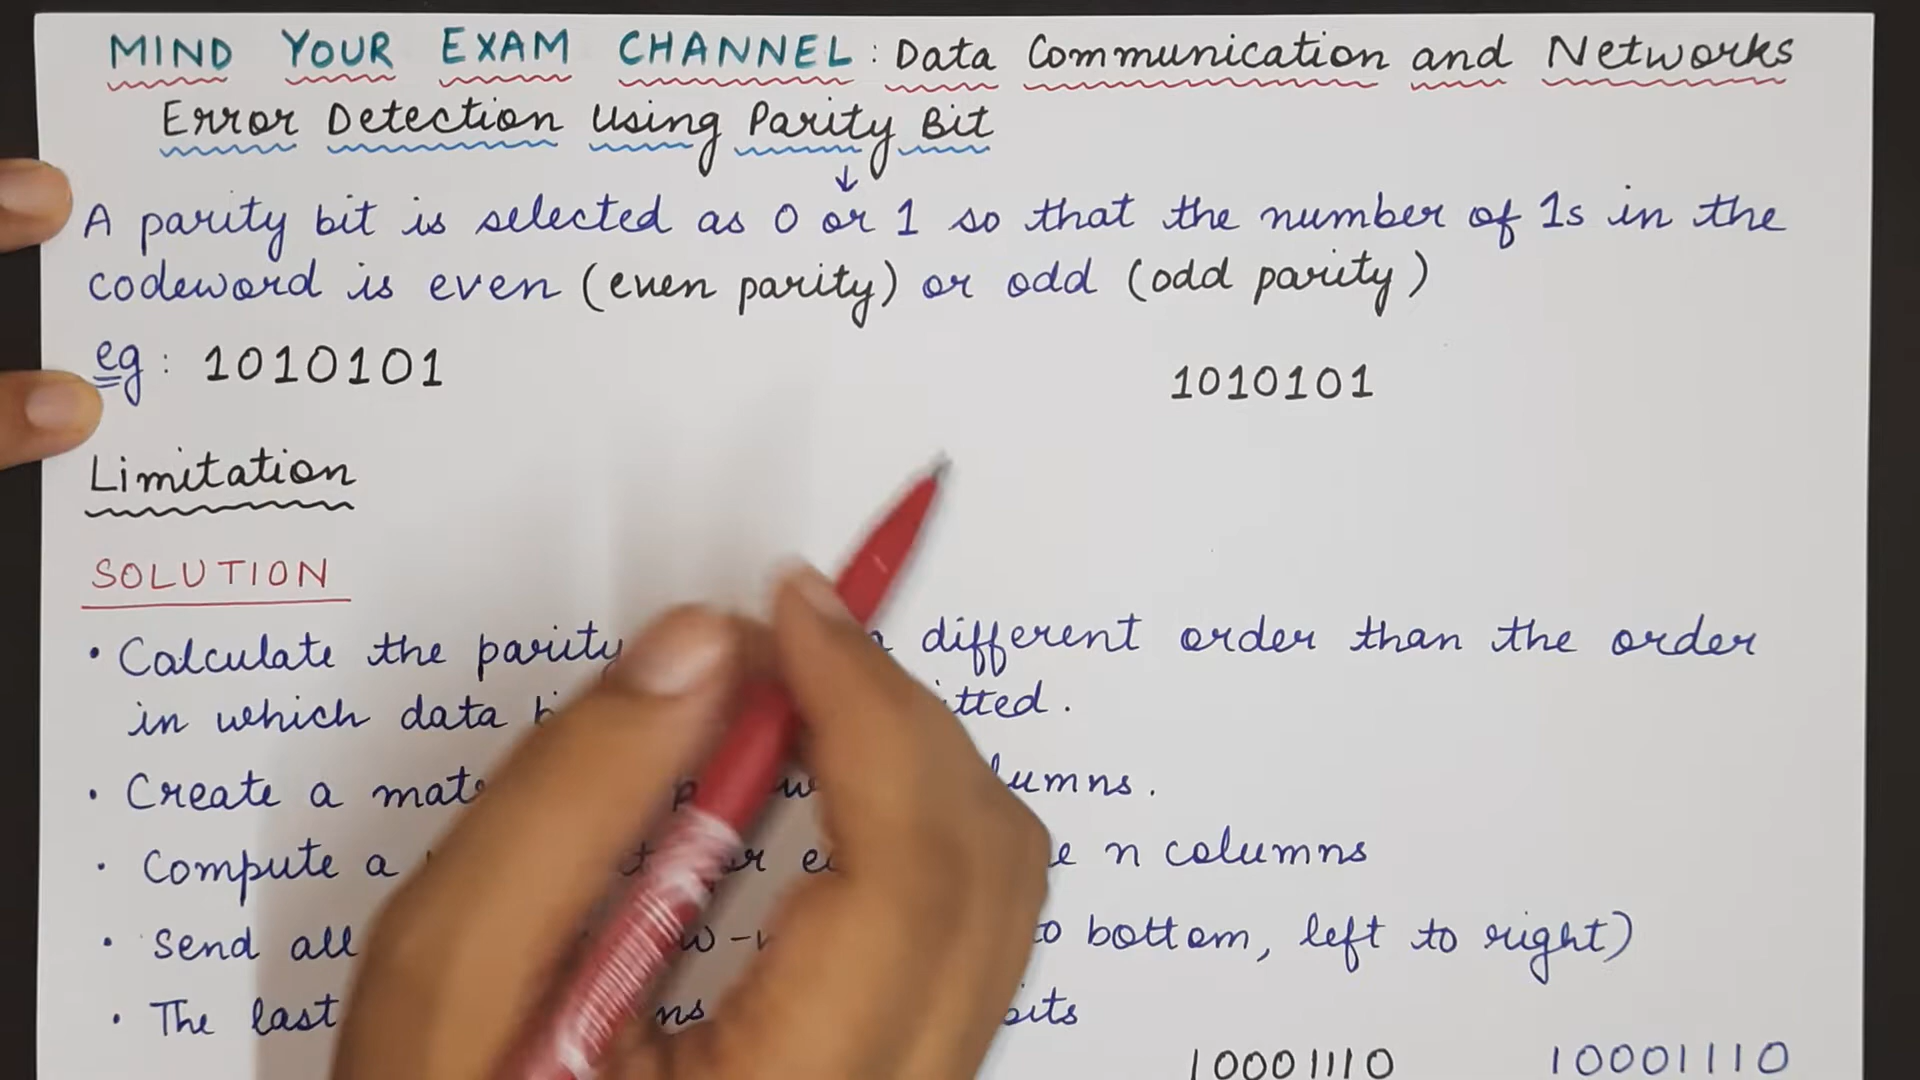 MIND YOUR EXAM CHANNEL: Data Communication and Networks
Error Detection Using Parity Bit
A parity bit is selected as 0 or 1 so that the number of 1s in the
codeword is even (even parity) or odd (odd parity)
eg: 1010101
1010101
Limitation
SOLUTION
• Calculate the parity different order than the order
in which data
• Create a
• Compute a n columns
• Send all to bottom, left to right)
• The last bits
10001110 10001110